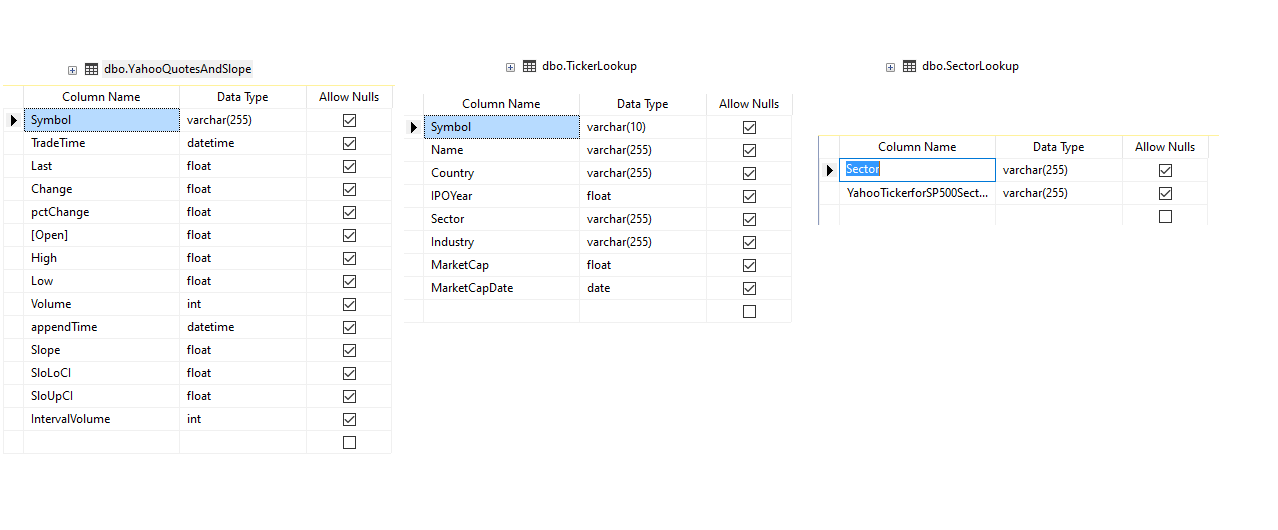 dbo.YahooQuotesAndSlope
Column Name Data Type Allow Nulls
Symbol varchar(255)
TradeTime datetime
Last float
Change float
pctChange float
[Open] float
High float
Low float
Volume int
appendTime datetime
Slope float
SloLoCI float
SloUpCI float
IntervalVolume int
dbo.TickerLookup
Column Name Data Type Allow Nulls
Symbol varchar(10)
Name varchar(255)
Country varchar(255)
IPOYear float
Sector varchar(255)
Industry varchar(255)
MarketCap float
MarketCapDate date
dbo.SectorLookup
Column Name Data Type Allow Nulls
Sector varchar(255)
YahooTickerforSP500Sect... varchar(255)